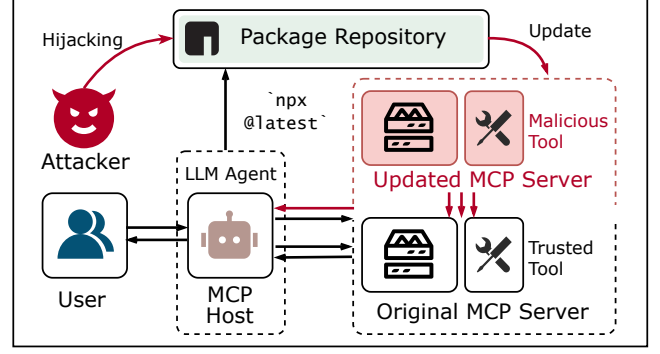 Hijacking
Package Repository
Update
`npx
@latest`
Attacker
Malicious
Tool
LLM Agent
Updated MCP Server
User
MCP
Host
Trusted
Tool
Original MCP Server